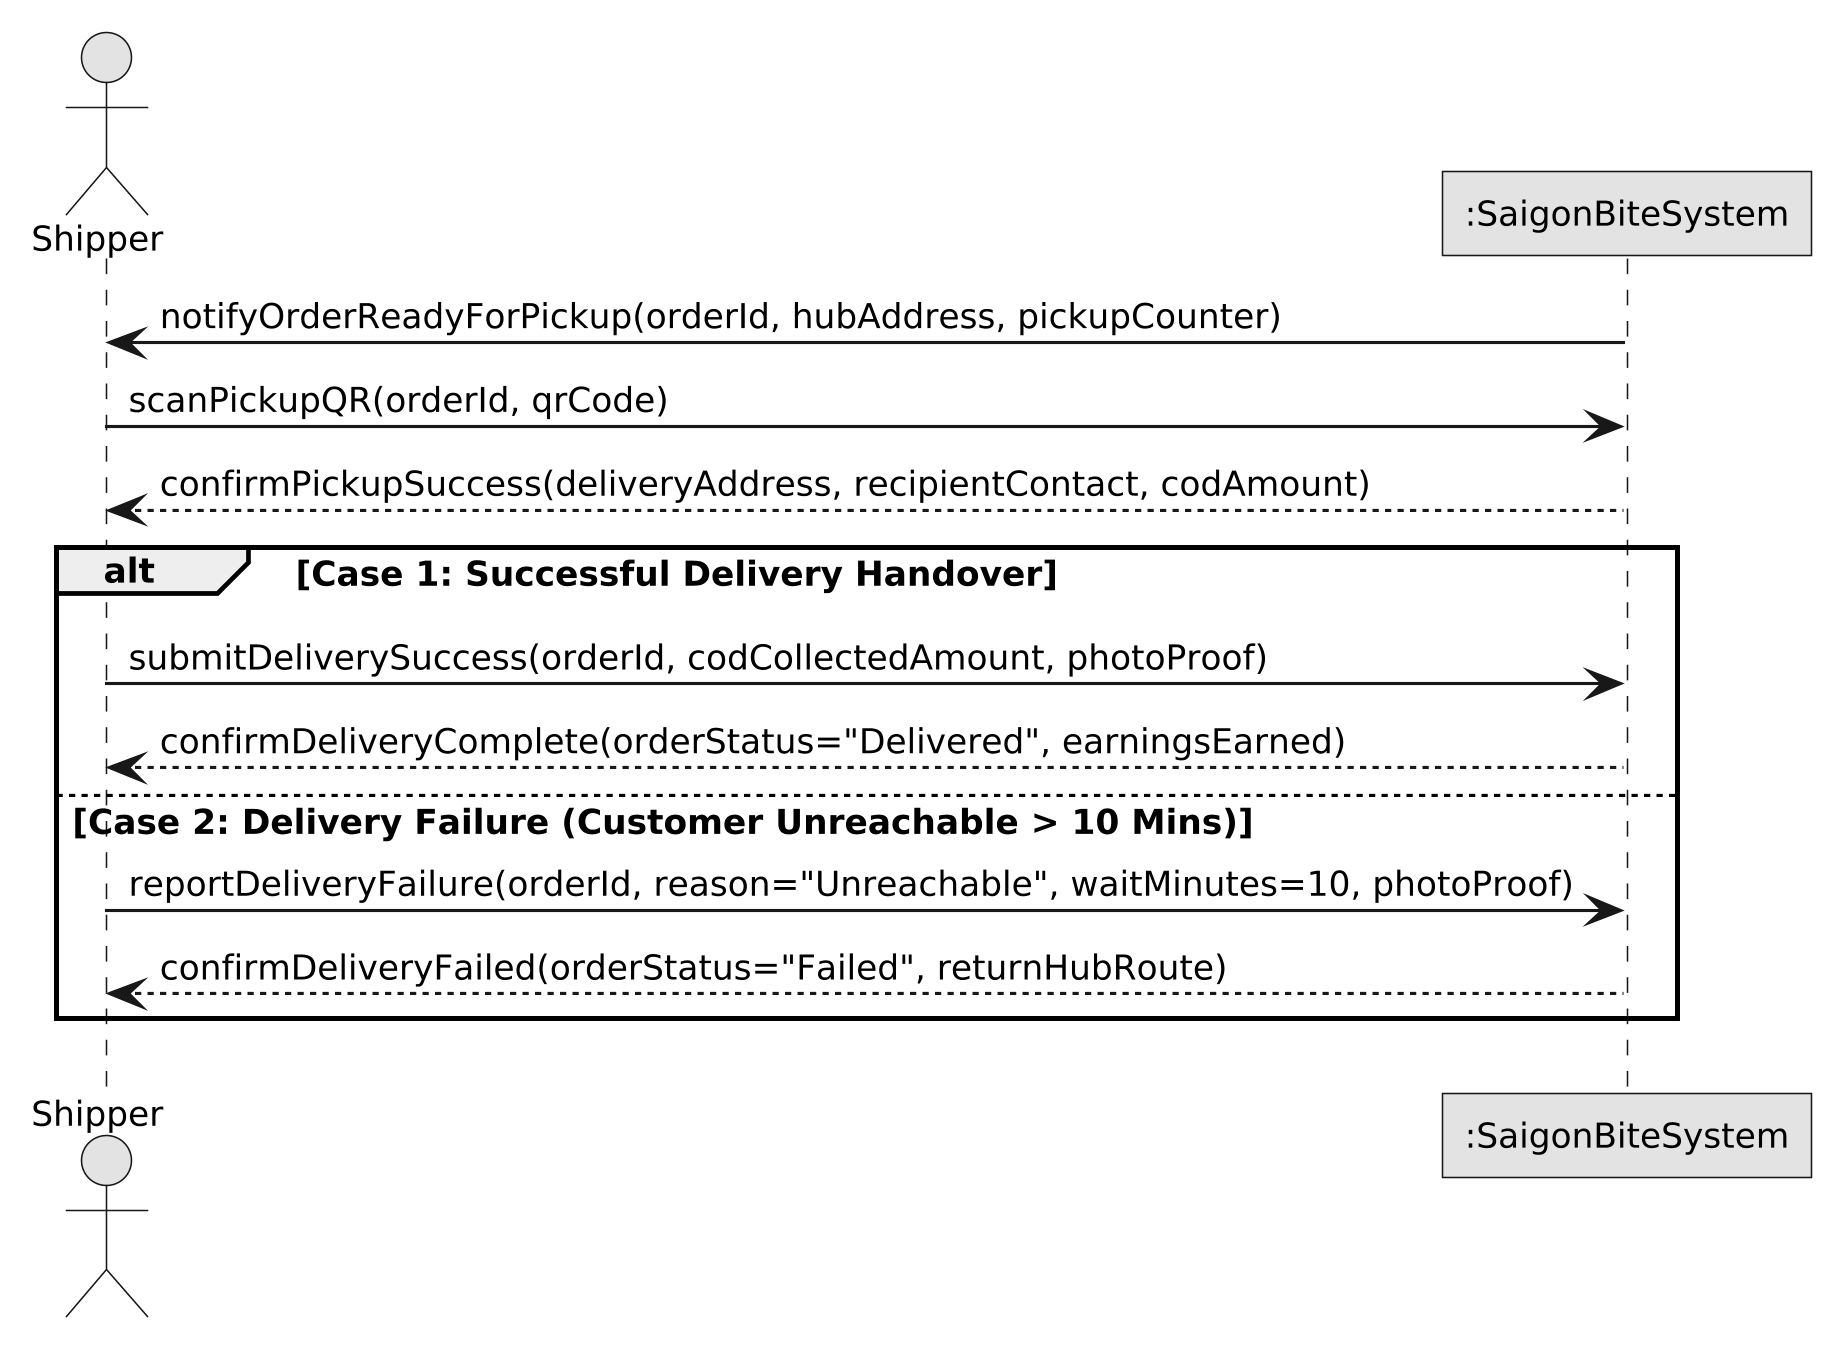 Shipper
:SaigonBiteSystem
notifyOrderReadyForPickup(orderId, hubAddress, pickupCounter)
scanPickupQR(orderId, qrCode)
confirmPickupSuccess(deliveryAddress, recipientContact, codAmount)
alt [Case 1: Successful Delivery Handover]
submitDeliverySuccess(orderId, codCollectedAmount, photoProof)
confirmDeliveryComplete(orderStatus="Delivered", earningsEarned)
[Case 2: Delivery Failure (Customer Unreachable > 10 Mins)]
reportDeliveryFailure(orderId, reason="Unreachable", waitMinutes=10, photoProof)
confirmDeliveryFailed(orderStatus="Failed", returnHubRoute)
Shipper
:SaigonBiteSystem